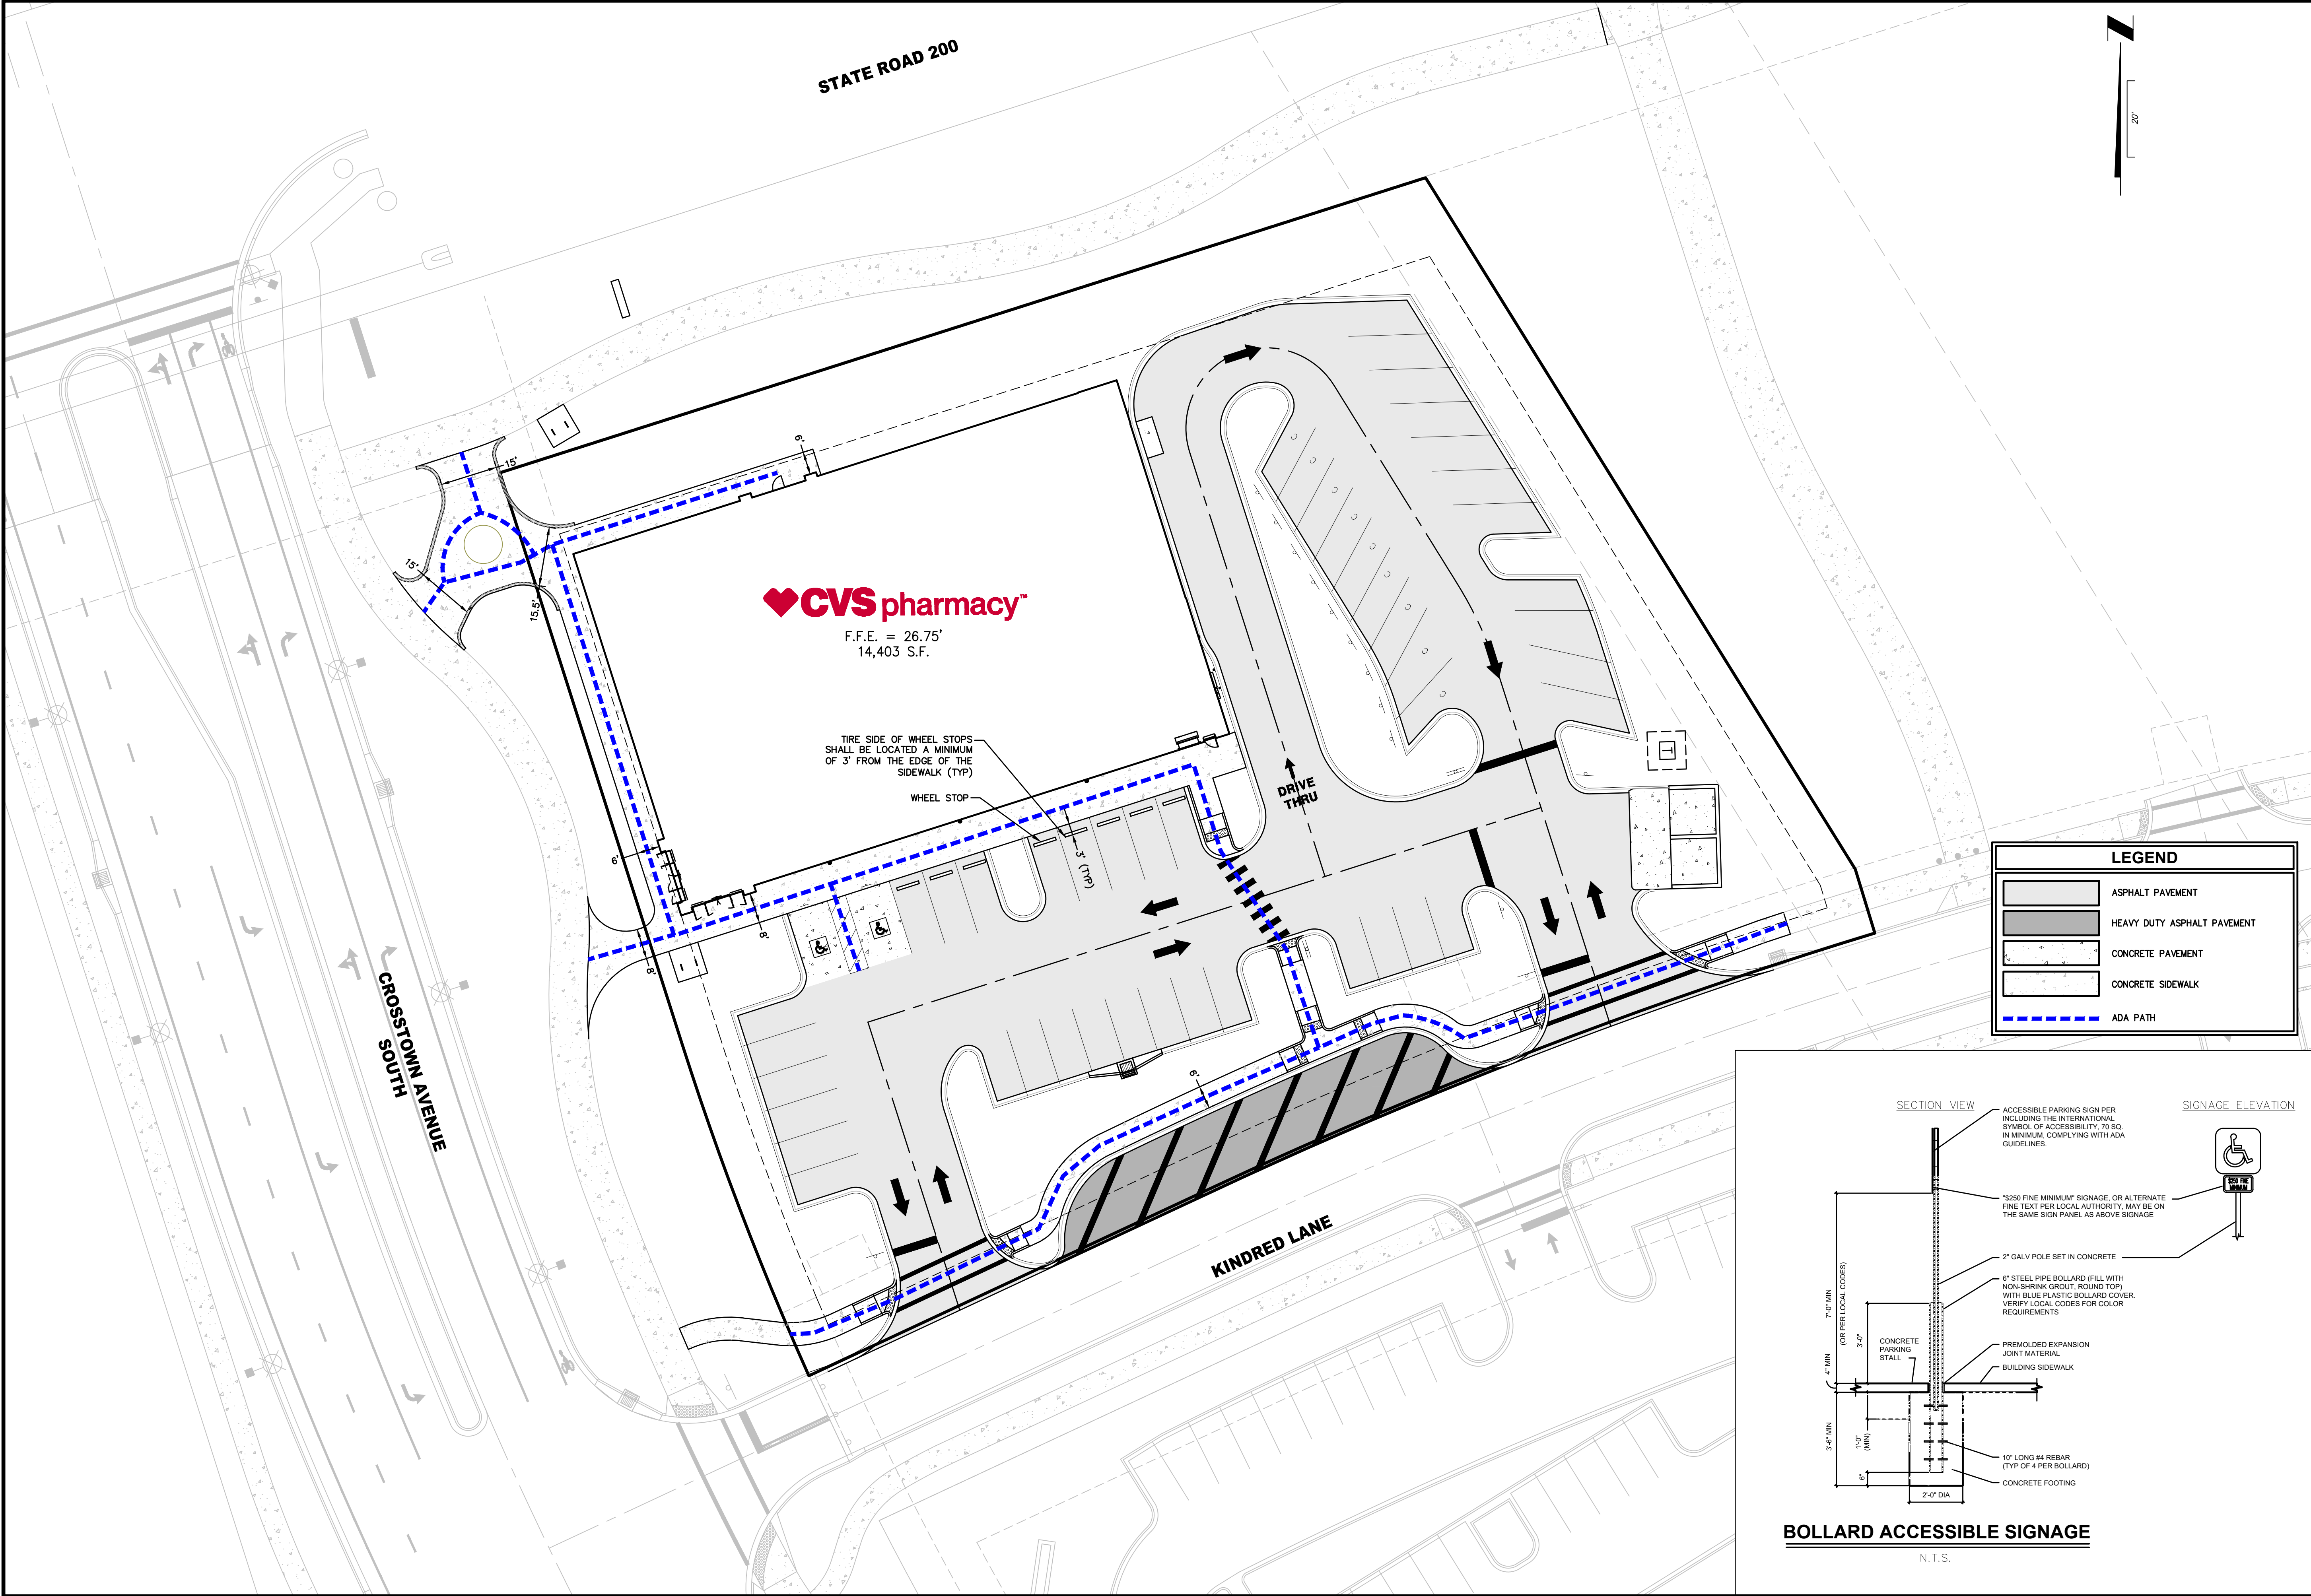 STATE ROAD 200
N
20'
15'
6'
15'
15.5'
CVS pharmacy™
F.F.E. = 26.75'
14,403 S.F.
TIRE SIDE OF WHEEL STOPS
SHALL BE LOCATED A MINIMUM
OF 3' FROM THE EDGE OF THE
SIDEWALK (TYP)
WHEEL STOP
3' (TYP)
DRIVE
THRU
6'
8'
8'
6'
CROSSTOWN AVENUE
SOUTH
KINDRED LANE
T
LEGEND
ASPHALT PAVEMENT
HEAVY DUTY ASPHALT PAVEMENT
CONCRETE PAVEMENT
CONCRETE SIDEWALK
ADA PATH
SECTION VIEW
SIGNAGE ELEVATION
ACCESSIBLE PARKING SIGN PER
INCLUDING THE INTERNATIONAL
SYMBOL OF ACCESSIBILITY, 70 SQ.
IN MINIMUM, COMPLYING WITH ADA
GUIDELINES.
$250 FINE
MINIMUM
"$250 FINE MINIMUM" SIGNAGE, OR ALTERNATE
FINE TEXT PER LOCAL AUTHORITY, MAY BE ON
THE SAME SIGN PANEL AS ABOVE SIGNAGE
2" GALV POLE SET IN CONCRETE
6" STEEL PIPE BOLLARD (FILL WITH
NON-SHRINK GROUT, ROUND TOP)
WITH BLUE PLASTIC BOLLARD COVER.
VERIFY LOCAL CODES FOR COLOR
REQUIREMENTS
7'-0" MIN
(OR PER LOCAL CODES)
3'-0"
CONCRETE
PARKING
STALL
4" MIN
PREMOLDED EXPANSION
JOINT MATERIAL
BUILDING SIDEWALK
3'-6" MIN
1'-0"
(MIN)
6"
10" LONG #4 REBAR
(TYP OF 4 PER BOLLARD)
CONCRETE FOOTING
2'-0" DIA
BOLLARD ACCESSIBLE SIGNAGE
N.T.S.